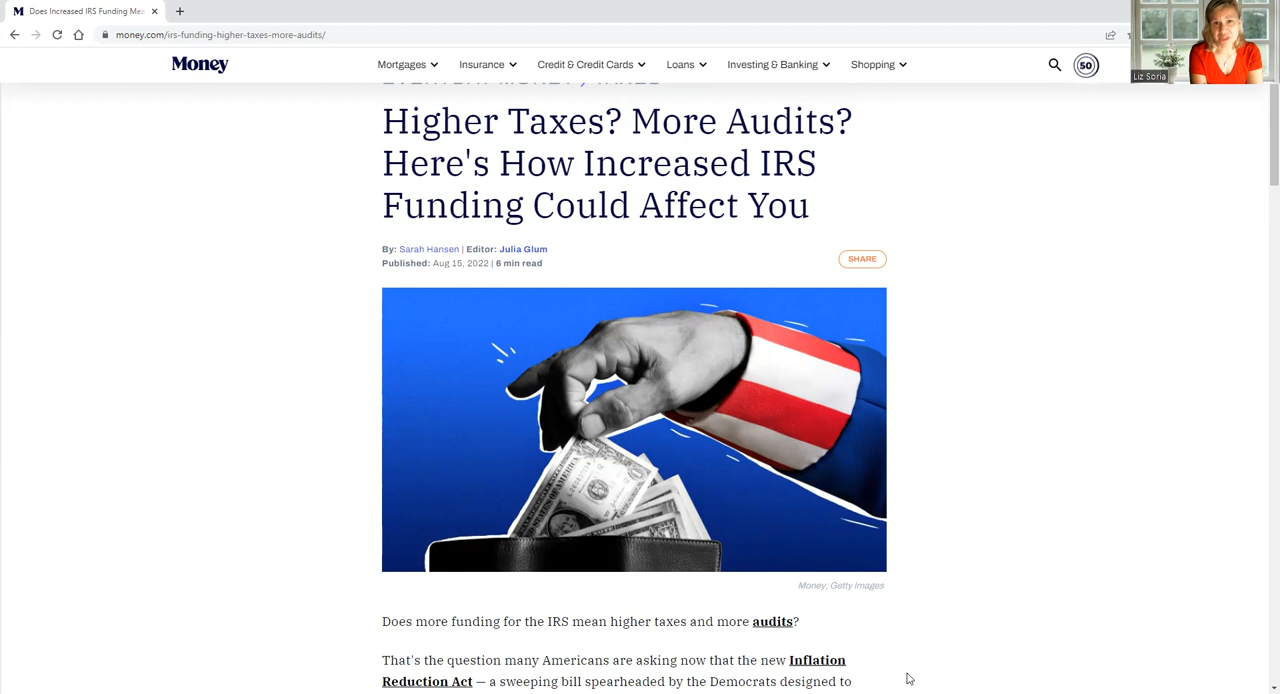 Does Increased IRS Funding Mea
money.com/irs-funding-higher-taxes-more-audits/
Liz Soria
Money
Mortgages
Insurance
Credit & Credit Cards
Loans
Investing & Banking
Shopping
50
Higher Taxes? More Audits?
Here's How Increased IRS
Funding Could Affect You
By: Sarah Hansen | Editor: Julia Glum
Published: Aug 15, 2022 | 6 min read
SHARE
Money; Getty Images
Does more funding for the IRS mean higher taxes and more audits?
That's the question many Americans are asking now that the new Inflation
Reduction Act — a sweeping bill spearheaded by the Democrats designed to